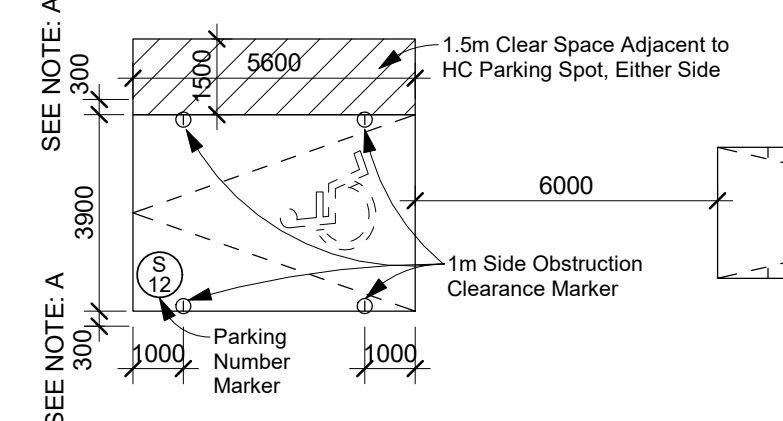 SEE NOTE: A
300
1500
5600
1.5m Clear Space Adjacent to
HC Parking Spot, Either Side
3900
6000
S
12
1m Side Obstruction
Clearance Marker
SEE NOTE: A
300
1000
Parking
Number
Marker
1000